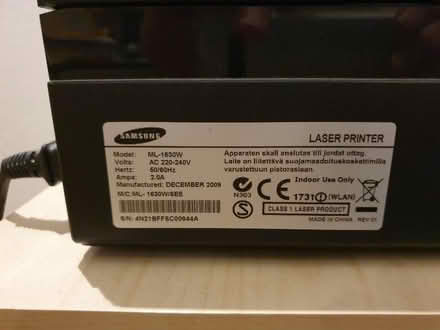 SAMSUNG
LASER PRINTER
Model: ML-1630W
Volts: AC 220-240V
Hertz: 50/60Hz
Amps: 2.0A
Manufactured: DECEMBER 2009
M/C: ML-1630W/SEE
S/N: 4N21BFFSC00644A
Apparaten skall anslutas till jordat uttag.
Laite on liitettävä suojamaadoituskoskettimilla
varustettuun pistorasiaan.
Indoor Use Only
N303
1731 (WLAN)
CLASS 1 LASER PRODUCT
MADE IN CHINA REV 01